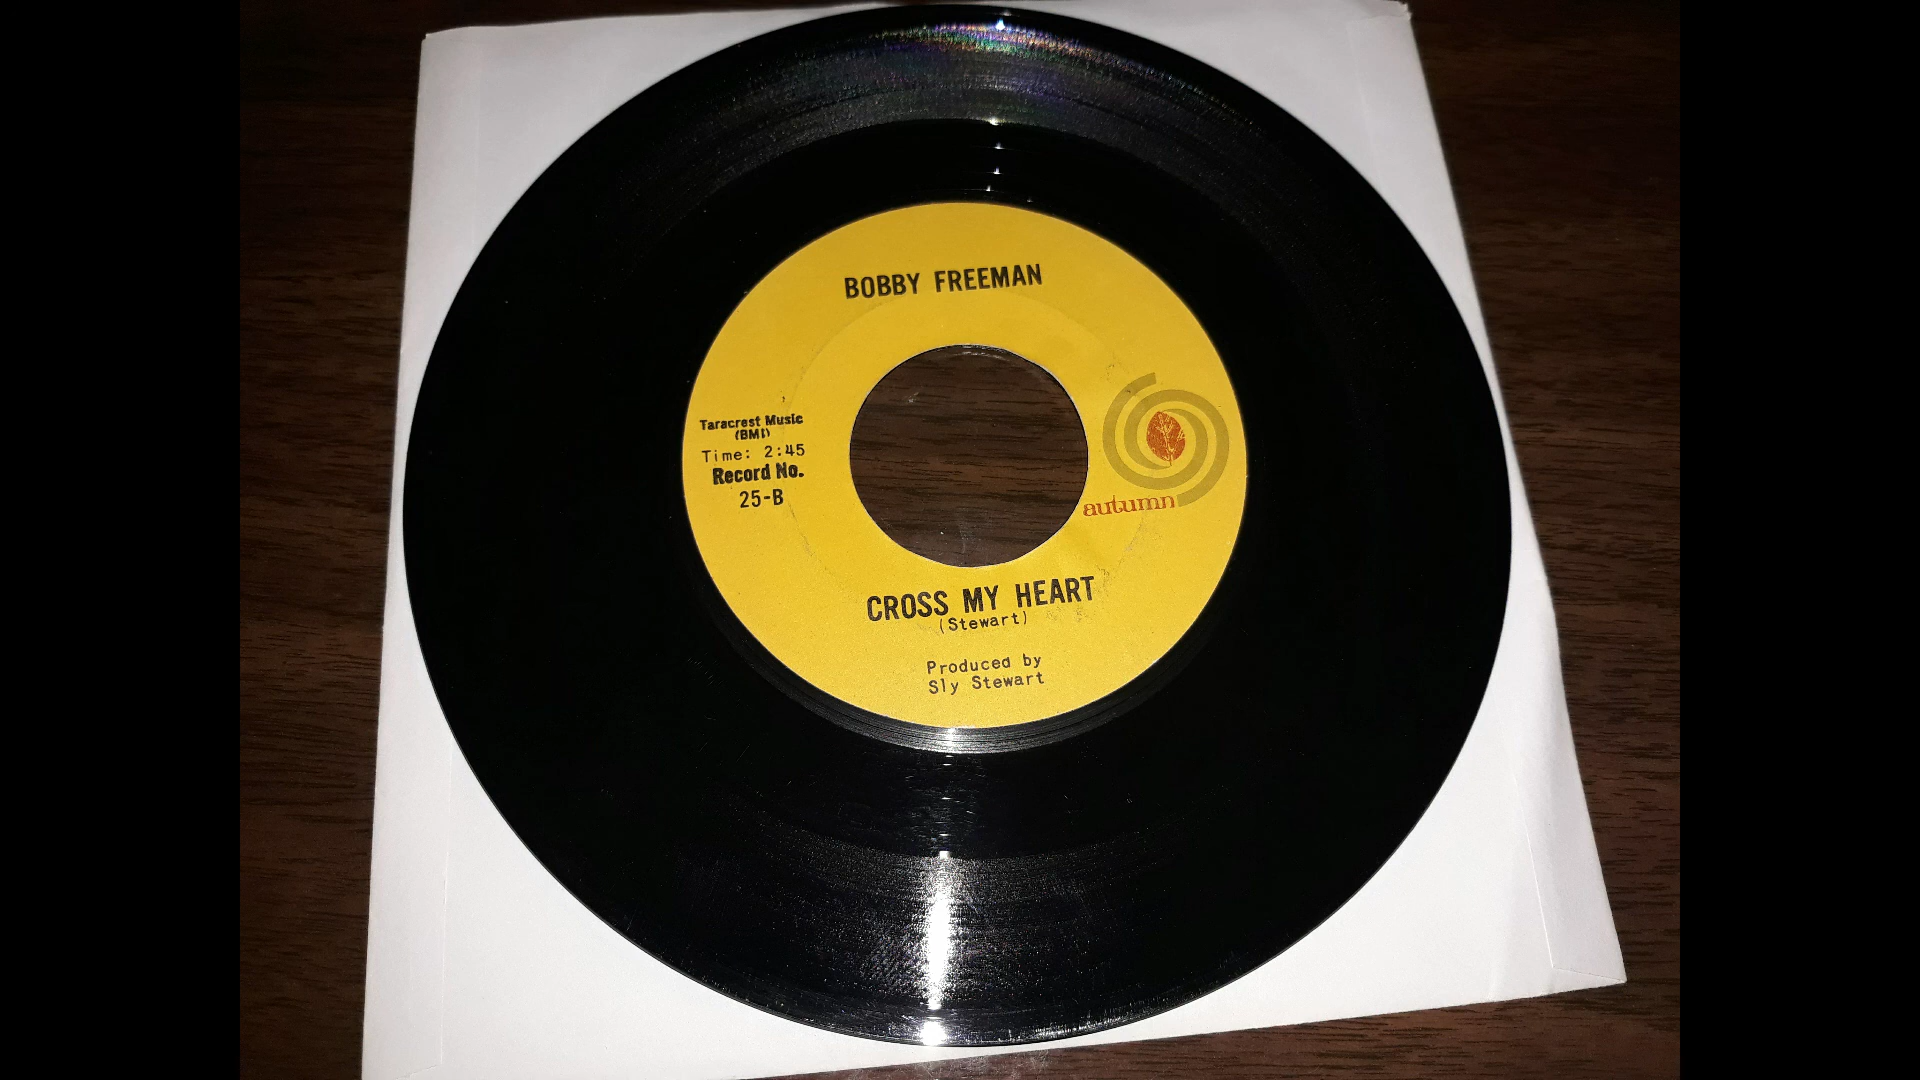 BOBBY FREEMAN
Taracrest Music
(BMI)
Time: 2:45
Record No.
25-B
autumn
CROSS MY HEART
(Stewart)
Produced by
Sly Stewart